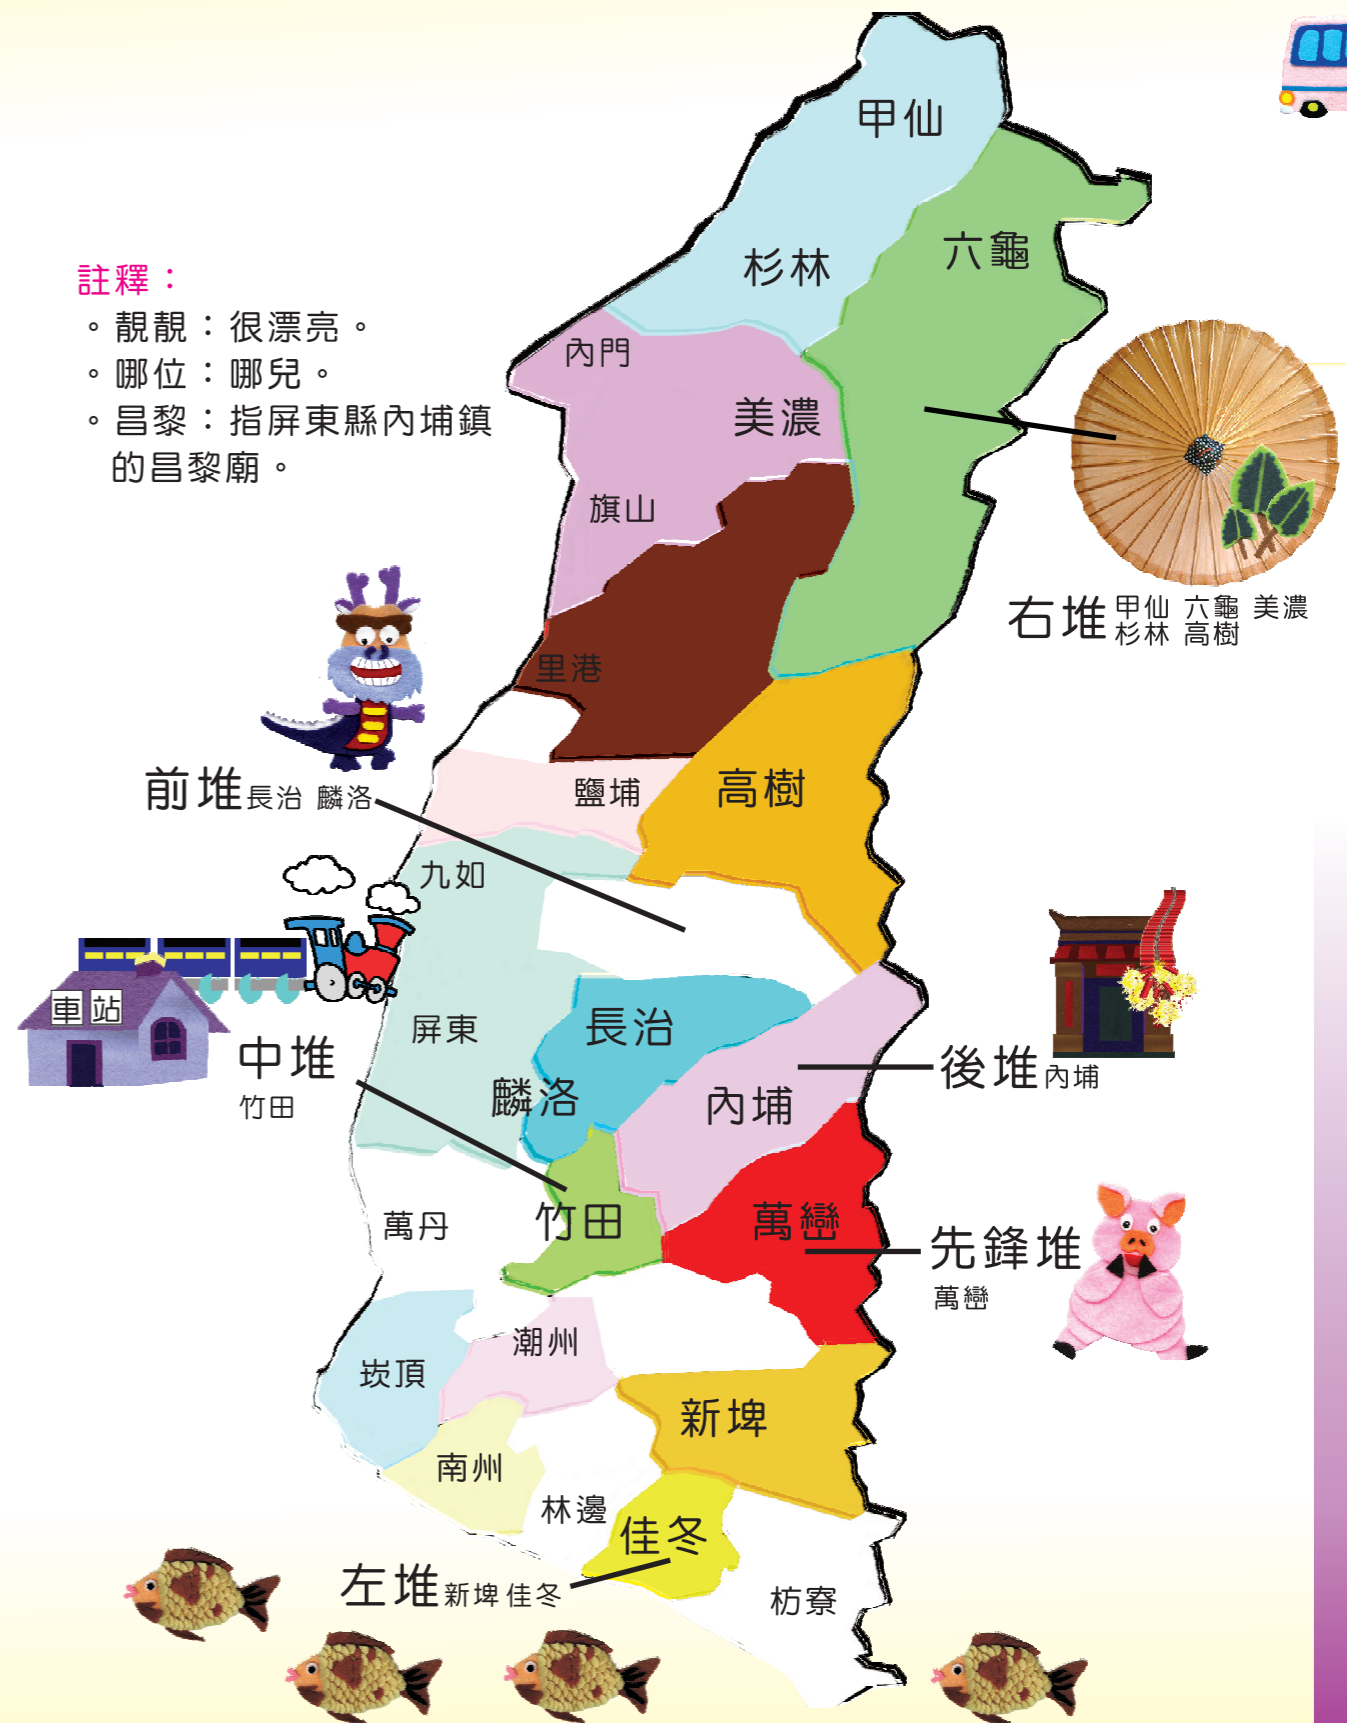 甲仙
六龜
杉林
註釋：
。靚靚：很漂亮。
。哪位：哪兒。
。昌黎：指屏東縣內埔鎮
的昌黎廟。
內門
美濃
旗山
右堆 甲仙 六龜 美濃
杉林 高樹
里港
前堆 長治 麟洛
鹽埔
高樹
九如
車站
屏東
長治
中堆
竹田
麟洛
內埔
後堆 內埔
萬丹
竹田
萬巒
先鋒堆
萬巒
潮州
崁頂
新埤
南州
林邊
佳冬
左堆 新埤 佳冬
枋寮